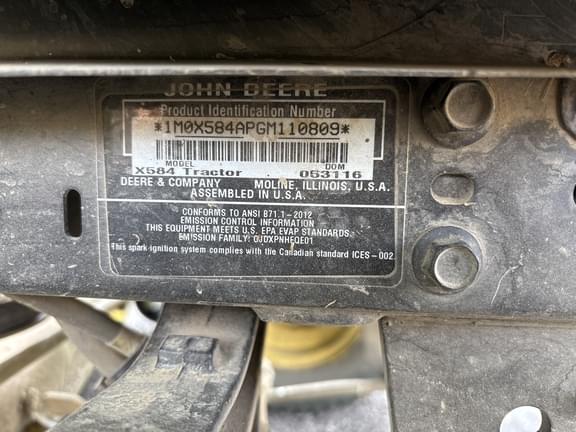 JOHN DEERE
Product Identification Number
*1M0X584APGM110809*
MODEL DOM
X584 Tractor 053116
DEERE & COMPANY MOLINE, ILLINOIS, U.S.A.
ASSEMBLED IN U.S.A.
CONFORMS TO ANSI 871.1-2012
EMISSION CONTROL INFORMATION
THIS EQUIPMENT MEETS U.S. EPA EVAP STANDARDS.
EMISSION FAMILY: OJDXPNHEQE01
This spark ignition system complies with the Canadian standard ICES-002.